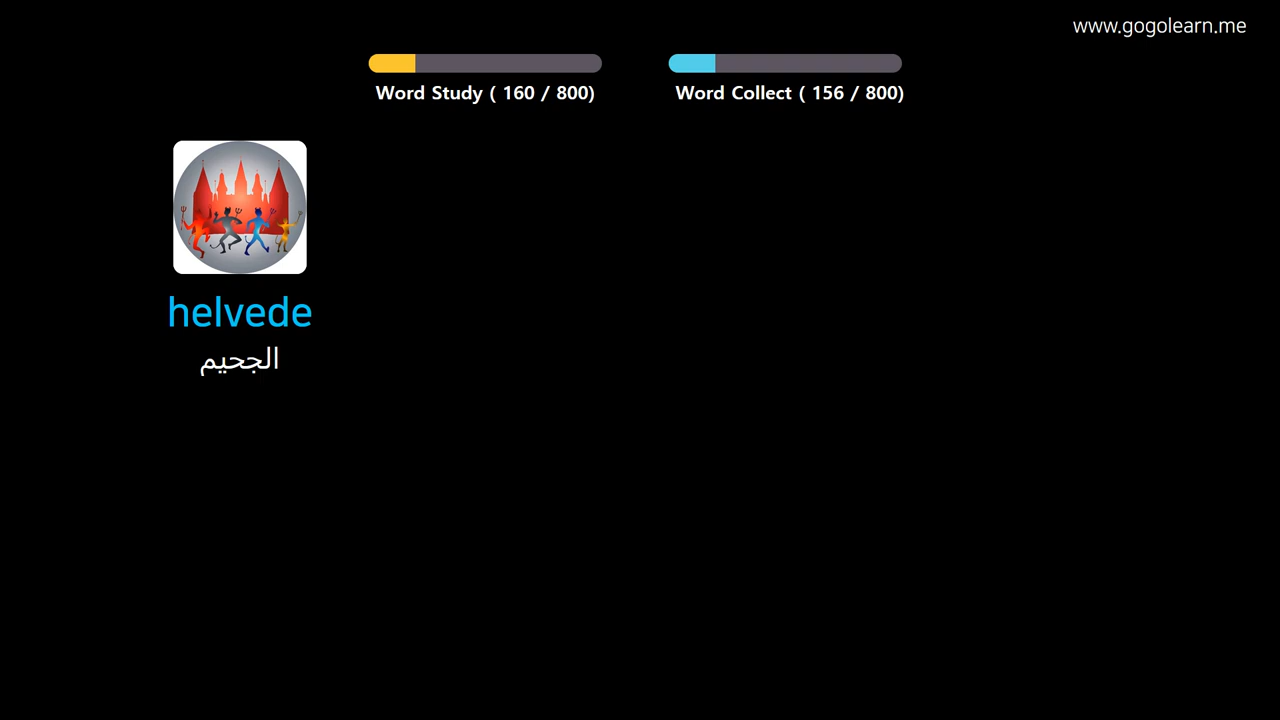 www.gogolearn.me
Word Study ( 160 / 800)
Word Collect ( 156 / 800)
helvede
الجحيم